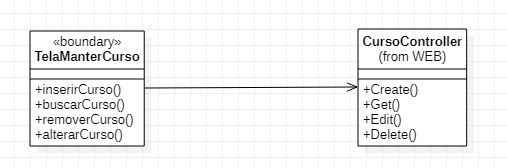 «boundary»
TelaManterCurso
+inserirCurso()
+buscarCurso()
+removerCurso()
+alterarCurso()
CursoController
(from WEB)
+Create()
+Get()
+Edit()
+Delete()